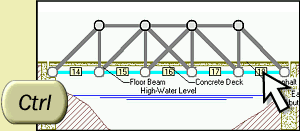 14 15 16 17 18
Floor Beam Concrete Deck
High-Water Level
Ctrl